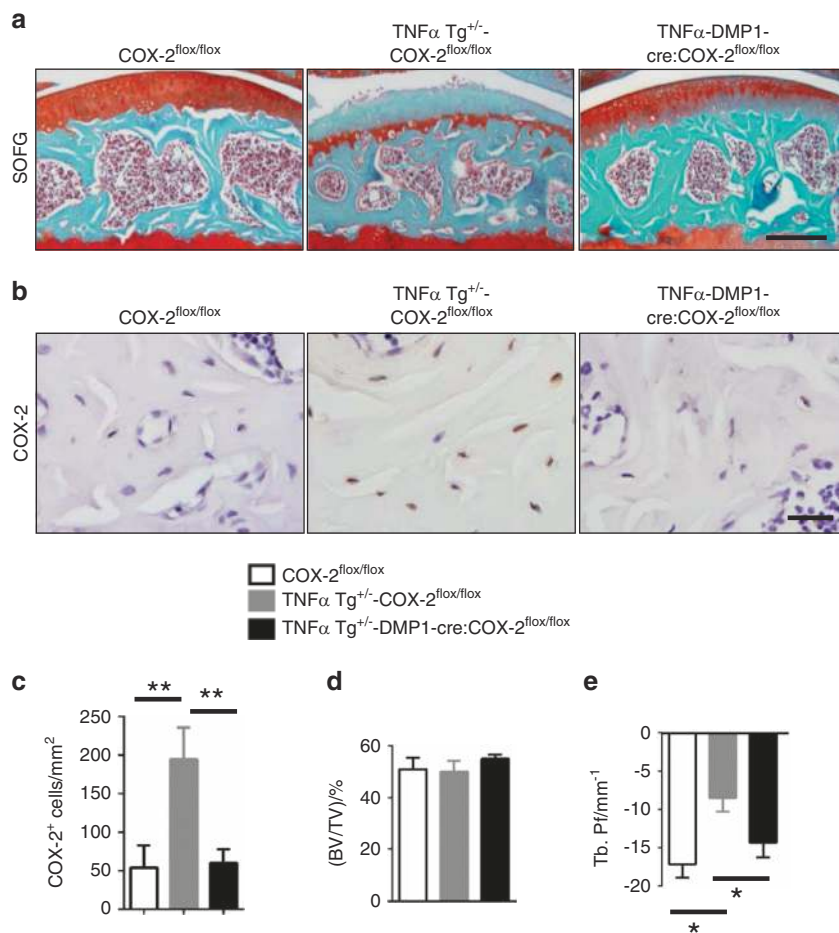 a
COX-2flox/flox
TNFα Tg+/--
COX-2flox/flox
TNFα-DMP1-
cre:COX-2flox/flox
SOFG
b
COX-2flox/flox
TNFα Tg+/--
COX-2flox/flox
TNFα-DMP1-
cre:COX-2flox/flox
COX-2
COX-2flox/flox
TNFα Tg+/--COX-2flox/flox
TNFα Tg+/--DMP1-cre:COX-2flox/flox
c
**
**
COX-2+ cells/mm2
250
200
150
100
50
0
d
(BV/TV)/%
60
40
20
0
e
Tb. Pf/mm-1
0
-5
-10
-15
-20
*
*